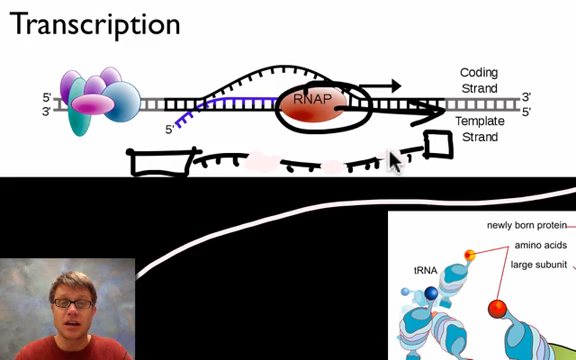 Transcription
5'
3'
RNAP
Coding
Strand
3'
5'
Template
Strand
5'
newly born protein
amino acids
large subunit
tRNA